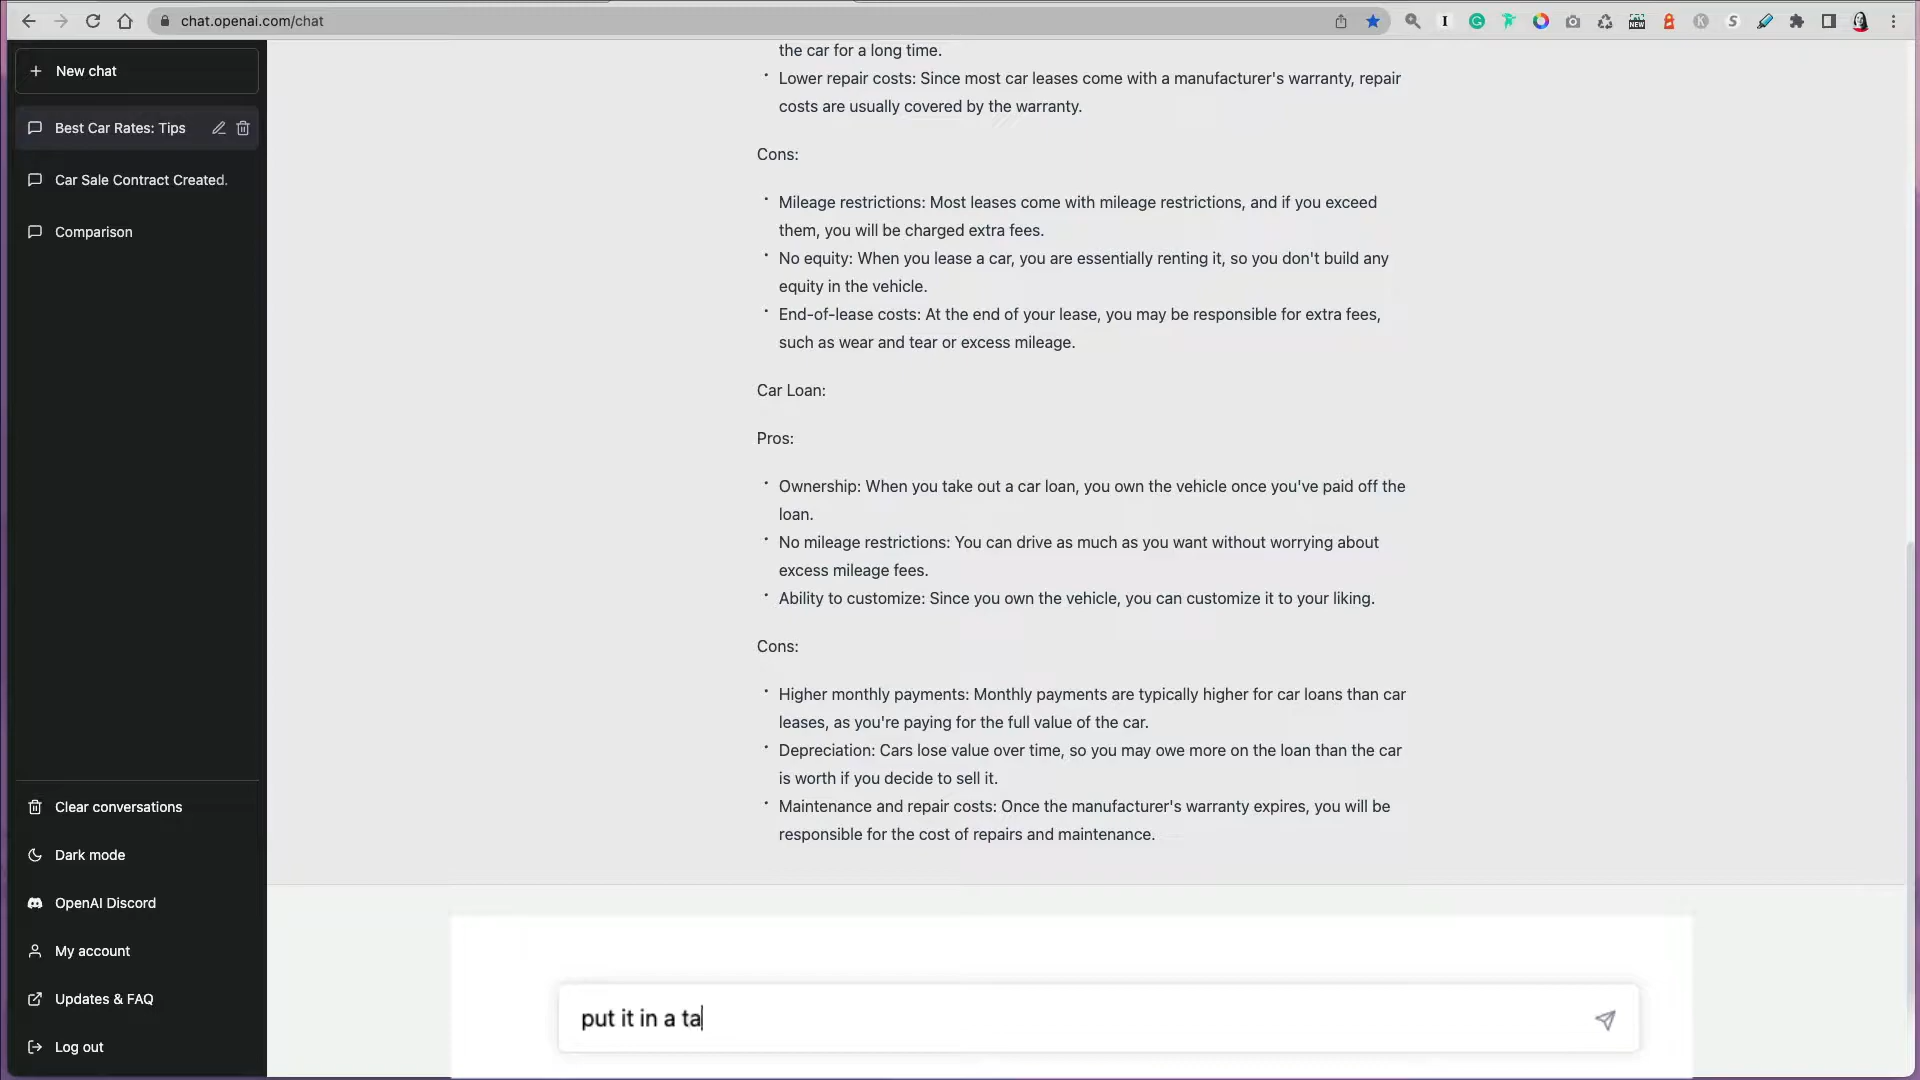 chat.openai.com/chat
New chat
Best Car Rates: Tips
Car Sale Contract Created.
Comparison
Clear conversations
Dark mode
OpenAI Discord
My account
Updates & FAQ
Log out
the car for a long time.
· Lower repair costs: Since most car leases come with a manufacturer's warranty, repair
costs are usually covered by the warranty.
Cons:
· Mileage restrictions: Most leases come with mileage restrictions, and if you exceed
them, you will be charged extra fees.
· No equity: When you lease a car, you are essentially renting it, so you don't build any
equity in the vehicle.
· End-of-lease costs: At the end of your lease, you may be responsible for extra fees,
such as wear and tear or excess mileage.
Car Loan:
Pros:
· Ownership: When you take out a car loan, you own the vehicle once you've paid off the
loan.
· No mileage restrictions: You can drive as much as you want without worrying about
excess mileage fees.
· Ability to customize: Since you own the vehicle, you can customize it to your liking.
Cons:
· Higher monthly payments: Monthly payments are typically higher for car loans than car
leases, as you're paying for the full value of the car.
· Depreciation: Cars lose value over time, so you may owe more on the loan than the car
is worth if you decide to sell it.
· Maintenance and repair costs: Once the manufacturer's warranty expires, you will be
responsible for the cost of repairs and maintenance.
put it in a ta